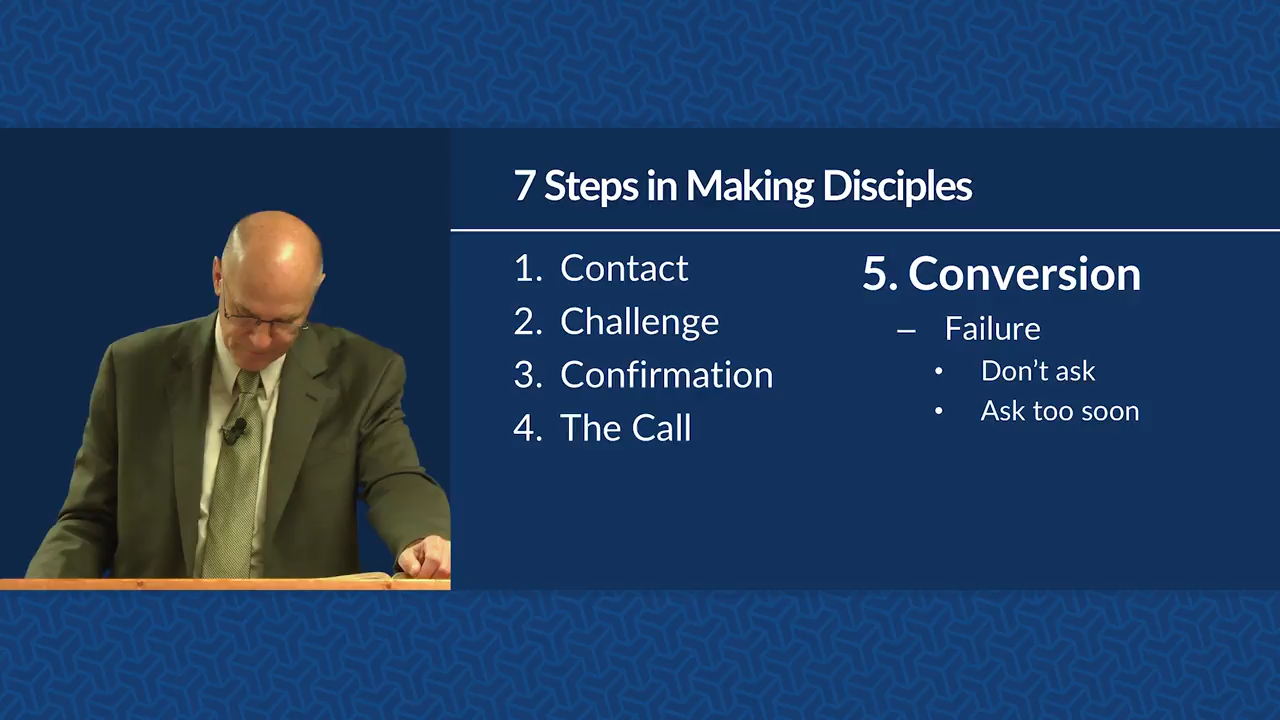 7 Steps in Making Disciples
1. Contact
2. Challenge
3. Confirmation
4. The Call
5. Conversion
– Failure
• Don’t ask
• Ask too soon